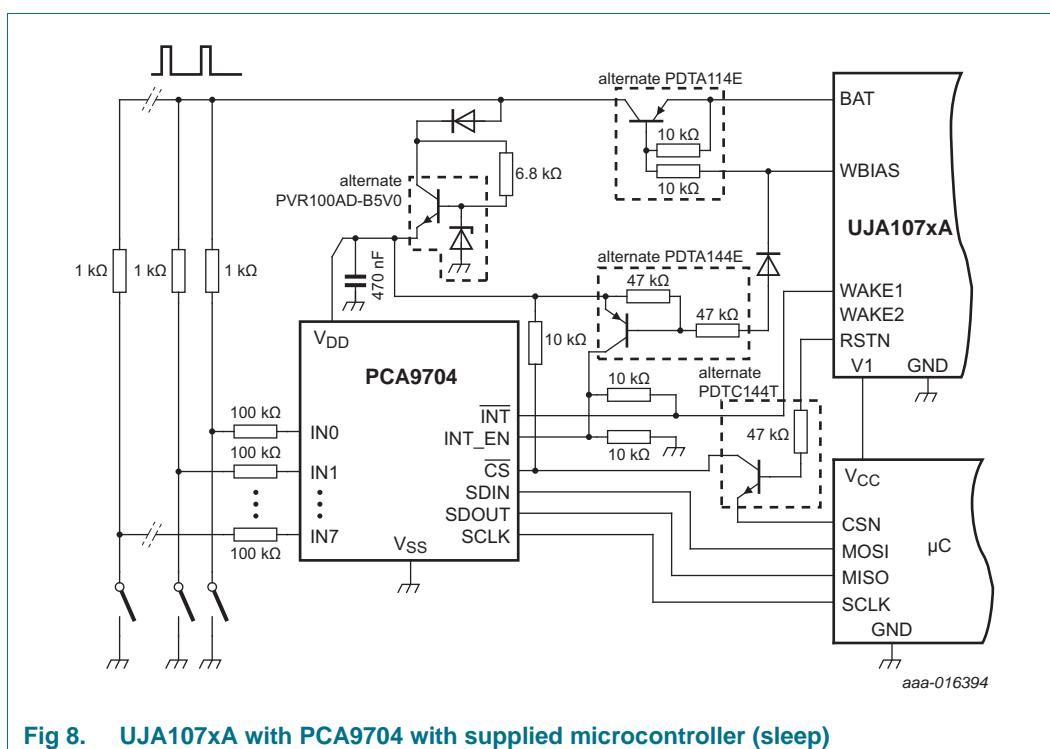 alternate PDTA114E
BAT
10 kΩ
10 kΩ
WBIAS
6.8 kΩ
alternate
PVR100AD-B5V0
UJA107xA
1 kΩ
1 kΩ
1 kΩ
470 nF
alternate PDTA144E
47 kΩ
47 kΩ
WAKE1
WAKE2
RSTN
V1
GND
VDD
10 kΩ
PCA9704
alternate
PDTC144T
10 kΩ
47 kΩ
100 kΩ
IN0
INT
INT_EN
10 kΩ
100 kΩ
IN1
CS
VCC
SDIN
SDOUT
CSN
100 kΩ
IN7
VSS
SCLK
MOSI
µC
MISO
SCLK
GND
aaa-016394
Fig 8. UJA107xA with PCA9704 with supplied microcontroller (sleep)